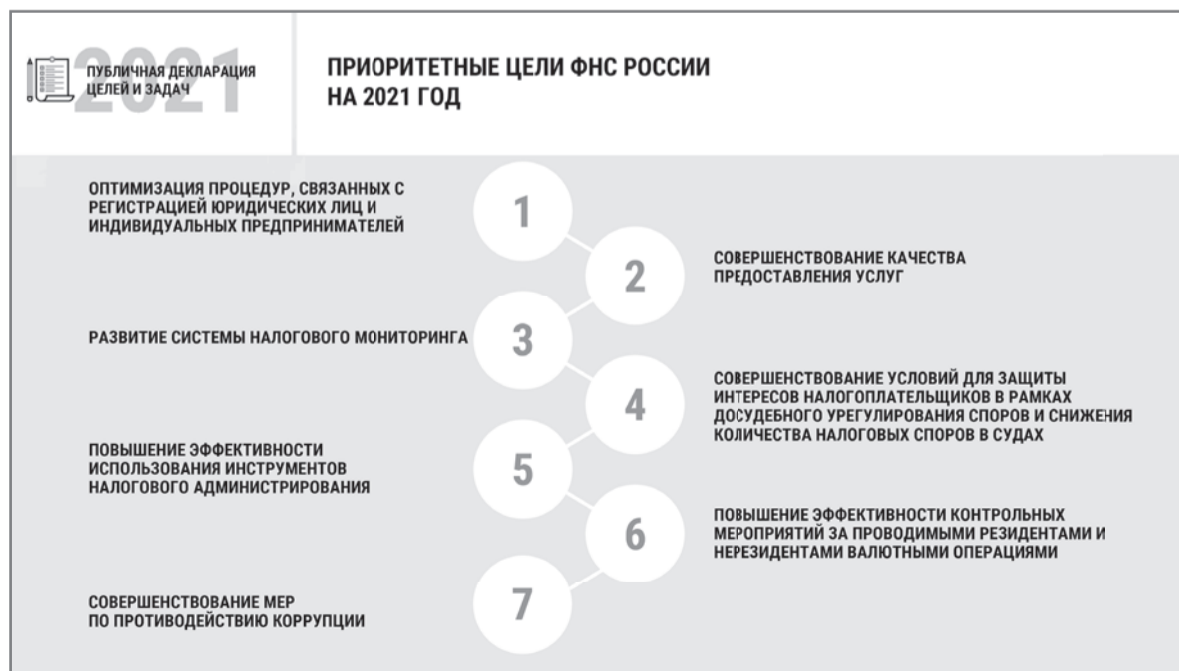 2021
ПУБЛИЧНАЯ ДЕКЛАРАЦИЯ
ЦЕЛЕЙ И ЗАДАЧ
ПРИОРИТЕТНЫЕ ЦЕЛИ ФНС РОССИИ
НА 2021 ГОД
ОПТИМИЗАЦИЯ ПРОЦЕДУР, СВЯЗАННЫХ С
РЕГИСТРАЦИЕЙ ЮРИДИЧЕСКИХ ЛИЦ И
ИНДИВИДУАЛЬНЫХ ПРЕДПРИНИМАТЕЛЕЙ
1
2
СОВЕРШЕНСТВОВАНИЕ КАЧЕСТВА
ПРЕДОСТАВЛЕНИЯ УСЛУГ
РАЗВИТИЕ СИСТЕМЫ НАЛОГОВОГО МОНИТОРИНГА
3
4
СОВЕРШЕНСТВОВАНИЕ УСЛОВИЙ ДЛЯ ЗАЩИТЫ
ИНТЕРЕСОВ НАЛОГОПЛАТЕЛЬЩИКОВ В РАМКАХ
ДОСУДЕБНОГО УРЕГУЛИРОВАНИЯ СПОРОВ И СНИЖЕНИЯ
КОЛИЧЕСТВА НАЛОГОВЫХ СПОРОВ В СУДАХ
ПОВЫШЕНИЕ ЭФФЕКТИВНОСТИ
ИСПОЛЬЗОВАНИЯ ИНСТРУМЕНТОВ
НАЛОГОВОГО АДМИНИСТРИРОВАНИЯ
5
6
ПОВЫШЕНИЕ ЭФФЕКТИВНОСТИ КОНТРОЛЬНЫХ
МЕРОПРИЯТИЙ ЗА ПРОВОДИМЫМИ РЕЗИДЕНТАМИ И
НЕРЕЗИДЕНТАМИ ВАЛЮТНЫМИ ОПЕРАЦИЯМИ
СОВЕРШЕНСТВОВАНИЕ МЕР
ПО ПРОТИВОДЕЙСТВИЮ КОРРУПЦИИ
7